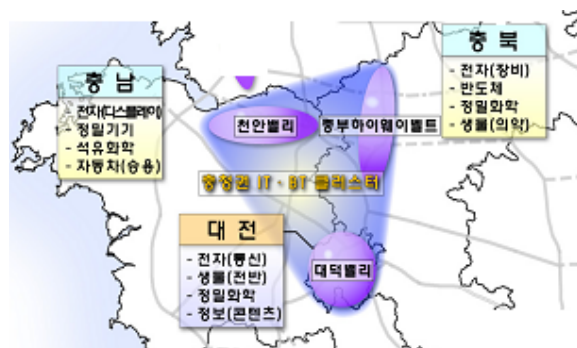 충북
- 전자(장비)
- 반도체
- 정밀화학
- 생물(의약)
충남
- 전자(디스플레이)
- 정밀기기
- 석유화학
- 자동차(승용)
천안밸리
중부하이웨이벨트
충청권 IT · BT 클러스터
대전
- 전자(통신)
- 생물(전반)
- 정밀화학
- 정보(콘텐츠)
대덕밸리